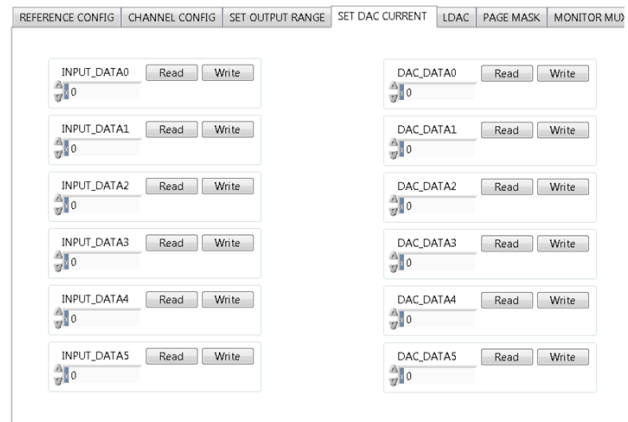 REFERENCE CONFIG CHANNEL CONFIG SET OUTPUT RANGE SET DAC CURRENT LDAC PAGE MASK MONITOR MUX
INPUT_DATA0 Read Write DAC_DATA0 Read Write
x 0 x 0
INPUT_DATA1 Read Write DAC_DATA1 Read Write
x 0 x 0
INPUT_DATA2 Read Write DAC_DATA2 Read Write
x 0 x 0
INPUT_DATA3 Read Write DAC_DATA3 Read Write
x 0 x 0
INPUT_DATA4 Read Write DAC_DATA4 Read Write
x 0 x 0
INPUT_DATA5 Read Write DAC_DATA5 Read Write
x 0 x 0